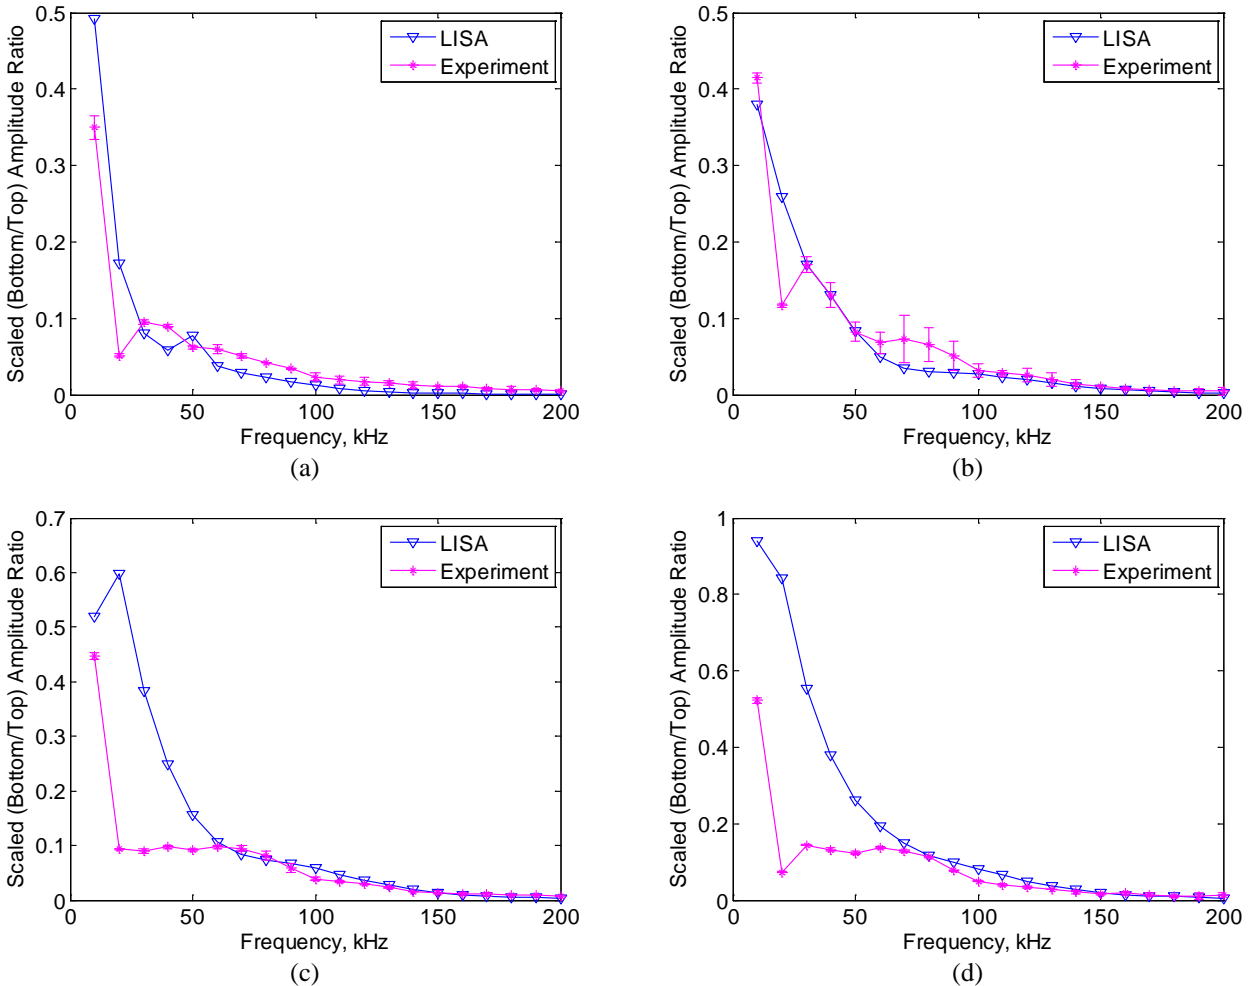 Scaled (Bottom/Top) Amplitude Ratio
0.5
0.4
0.3
0.2
0.1
0
LISA
Experiment
0 50 100 150 200
Frequency, kHz
(a)
Scaled (Bottom/Top) Amplitude Ratio
0.5
0.4
0.3
0.2
0.1
0
LISA
Experiment
0 50 100 150 200
Frequency, kHz
(b)
Scaled (Bottom/Top) Amplitude Ratio
0.7
0.6
0.5
0.4
0.3
0.2
0.1
0
LISA
Experiment
0 50 100 150 200
Frequency, kHz
(c)
Scaled (Bottom/Top) Amplitude Ratio
1
0.8
0.6
0.4
0.2
0
LISA
Experiment
0 50 100 150 200
Frequency, kHz
(d)